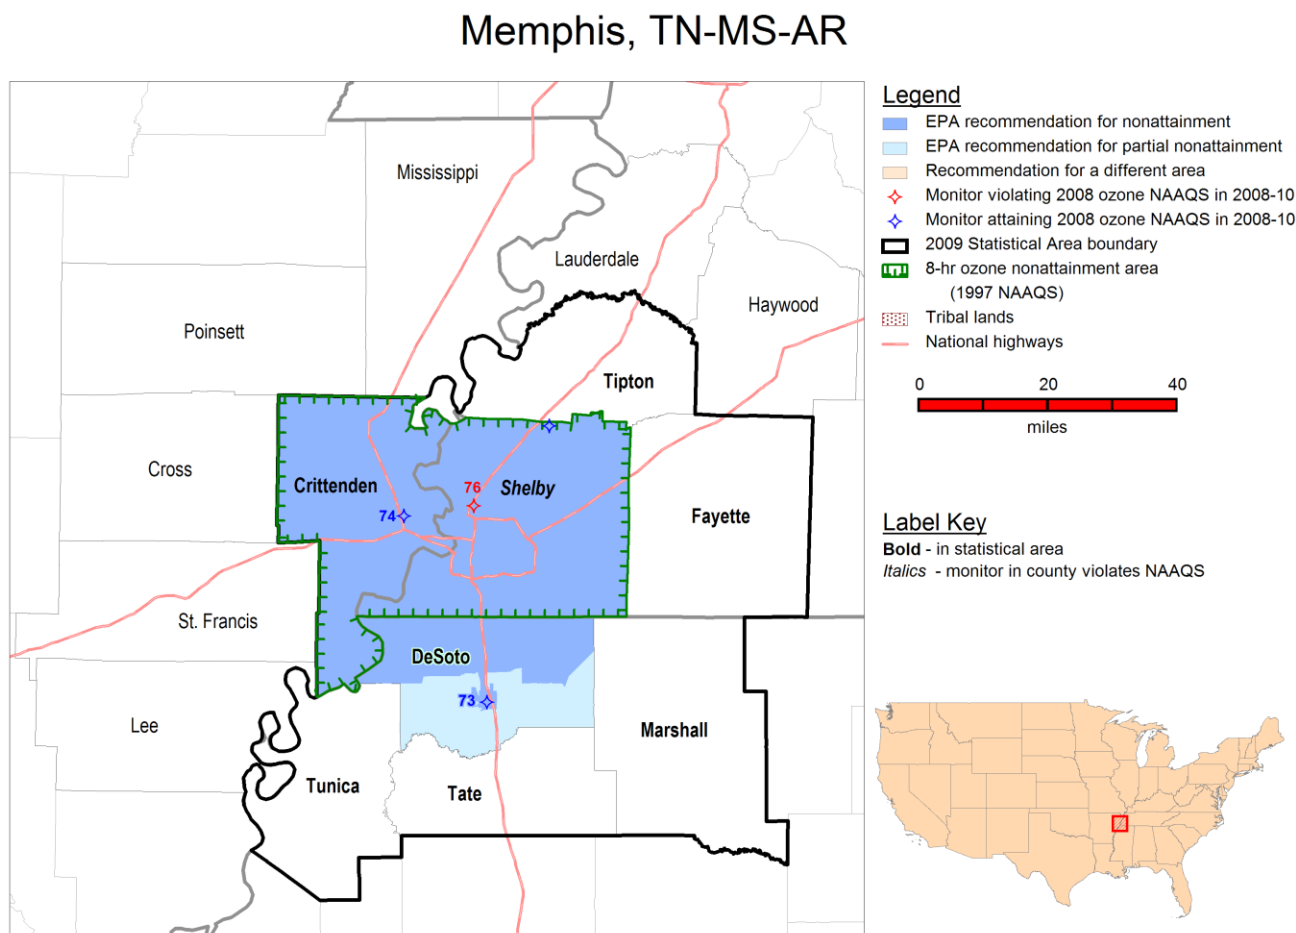 Memphis, TN-MS-AR
Mississippi
Lauderdale
Haywood
Poinsett
Tipton
Cross
Crittenden
76
Shelby
74
Fayette
St. Francis
DeSoto
73
Lee
Marshall
Tunica
Tate
Legend
EPA recommendation for nonattainment
EPA recommendation for partial nonattainment
Recommendation for a different area
Monitor violating 2008 ozone NAAQS in 2008-10
Monitor attaining 2008 ozone NAAQS in 2008-10
2009 Statistical Area boundary
8-hr ozone nonattainment area
(1997 NAAQS)
Tribal lands
National highways
0 20 40
miles
Label Key
Bold - in statistical area
Italics - monitor in county violates NAAQS